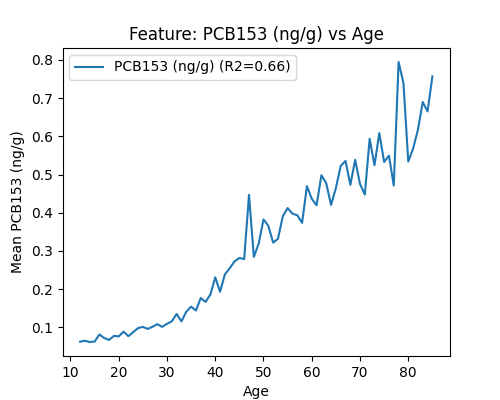 Feature: PCB153 (ng/g) vs Age
PCB153 (ng/g) (R2=0.66)
Mean PCB153 (ng/g)
0.8
0.7
0.6
0.5
0.4
0.3
0.2
0.1
10 20 30 40 50 60 70 80
Age